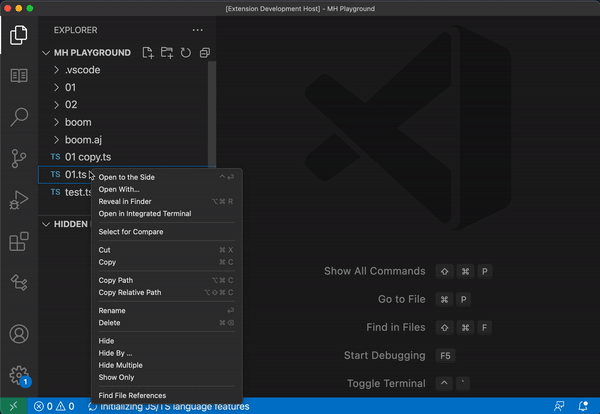 [Extension Development Host] - MH Playground
EXPLORER
MH PLAYGROUND
.vscode
01
02
boom
boom.aj
TS 01 copy.ts
TS 01.ts
TS test.ts
HIDDEN
Open to the Side
Open With...
Reveal in Finder ⌥⌘ R
Open in Integrated Terminal
Select for Compare
Cut ⌘ X
Copy ⌘ C
Copy Path ⌥⌘ C
Copy Relative Path ⌥⇧⌘ C
Rename
Delete ⌘⌫
Hide
Hide By ...
Hide Multiple
Show Only
Find File References
Show All Commands ⇧ ⌘ P
Go to File ⌘ P
Find in Files ⇧ ⌘ F
Start Debugging F5
Toggle Terminal ^ `
1
0 0 Initializing JS/TS language features